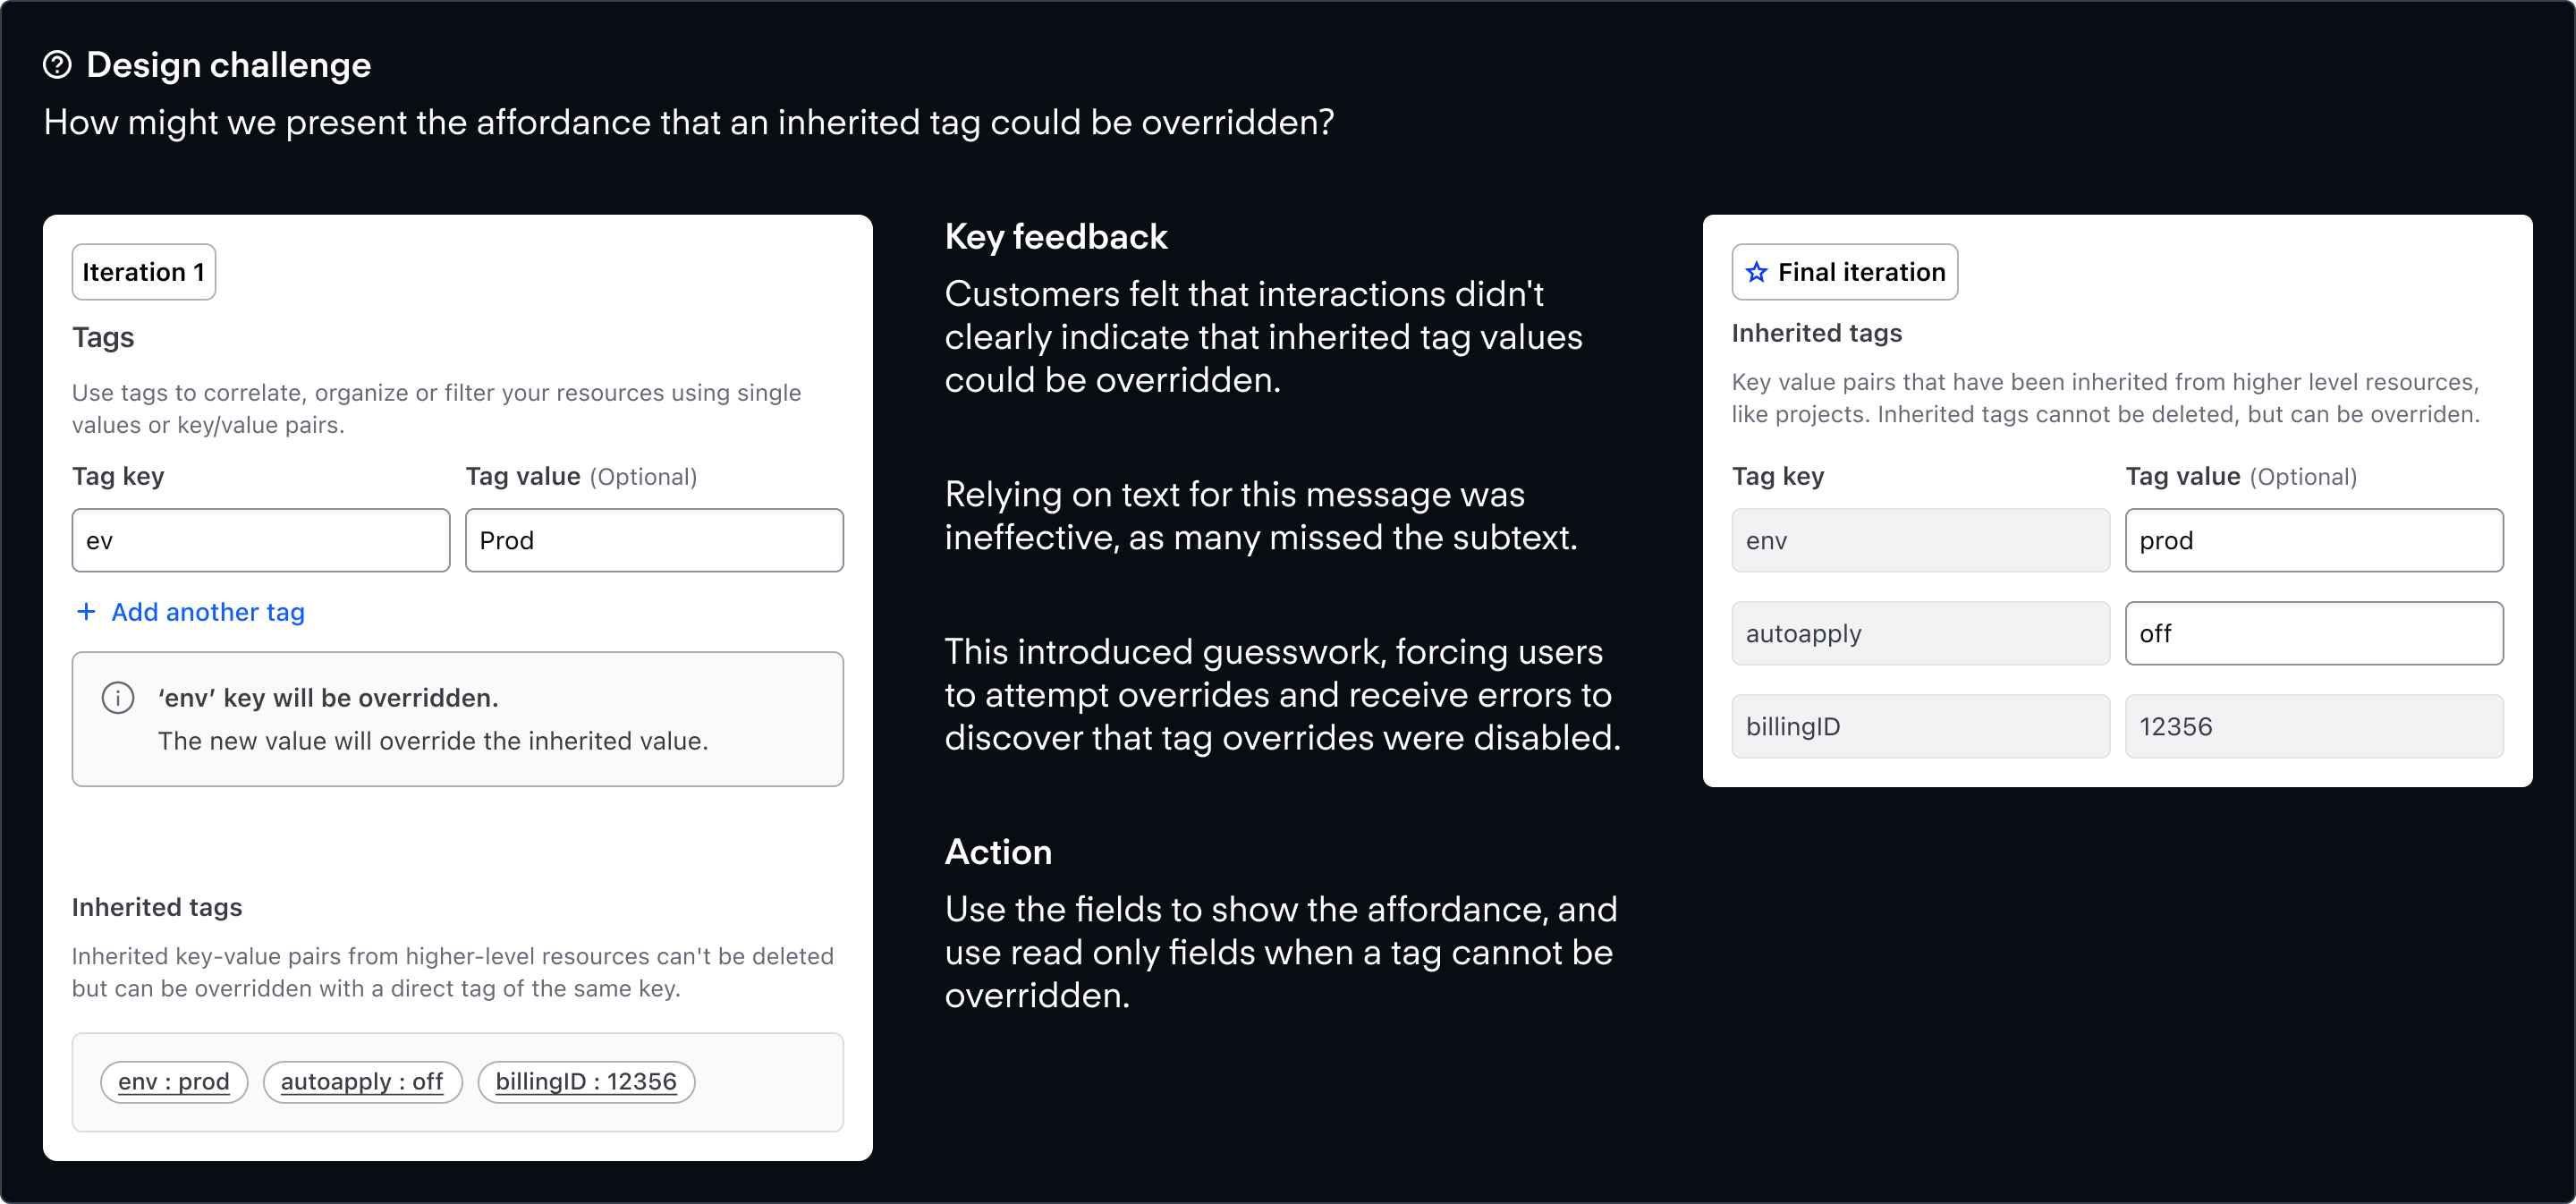 Design challenge
How might we present the affordance that an inherited tag could be overridden?
Iteration 1
Tags
Use tags to correlate, organize or filter your resources using single
values or key/value pairs.
Tag key
Tag value (Optional)
ev
Prod
+ Add another tag
‘env’ key will be overridden.
The new value will override the inherited value.
Inherited tags
Inherited key-value pairs from higher-level resources can't be deleted
but can be overridden with a direct tag of the same key.
env : prod
autoapply : off
billingID : 12356
Key feedback
Customers felt that interactions didn't
clearly indicate that inherited tag values
could be overridden.
Relying on text for this message was
ineffective, as many missed the subtext.
This introduced guesswork, forcing users
to attempt overrides and receive errors to
discover that tag overrides were disabled.
Action
Use the fields to show the affordance, and
use read only fields when a tag cannot be
overridden.
Final iteration
Inherited tags
Key value pairs that have been inherited from higher level resources,
like projects. Inherited tags cannot be deleted, but can be overriden.
Tag key
Tag value (Optional)
env
prod
autoapply
off
billingID
12356